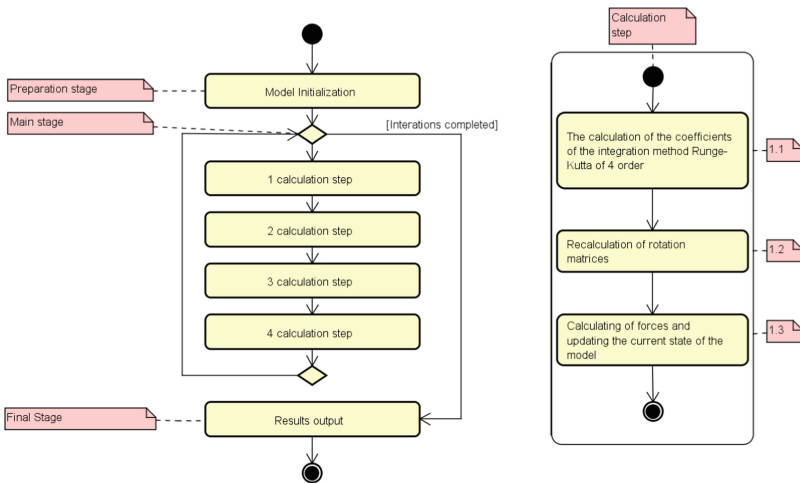 Preparation stage
Main stage
Model Initialization
[Interations completed]
1 calculation step
2 calculation step
3 calculation step
4 calculation step
Final Stage
Results output
Calculation
step
The calculation of the coefficients
of the integration method Runge-
Kutta of 4 order
1.1
Recalculation of rotation
matrices
1.2
Calculating of forces and
updating the current state of the
model
1.3